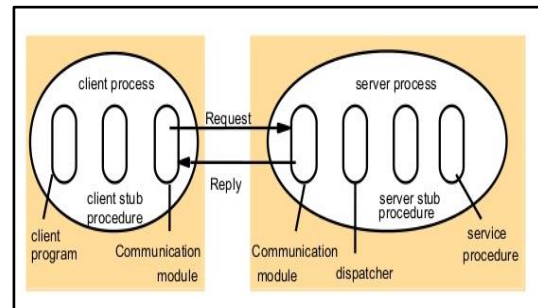 client process
server process
Request
Reply
client stub
procedure
server stub
procedure
client
program
Communication
module
Communication
module
dispatcher
service
procedure